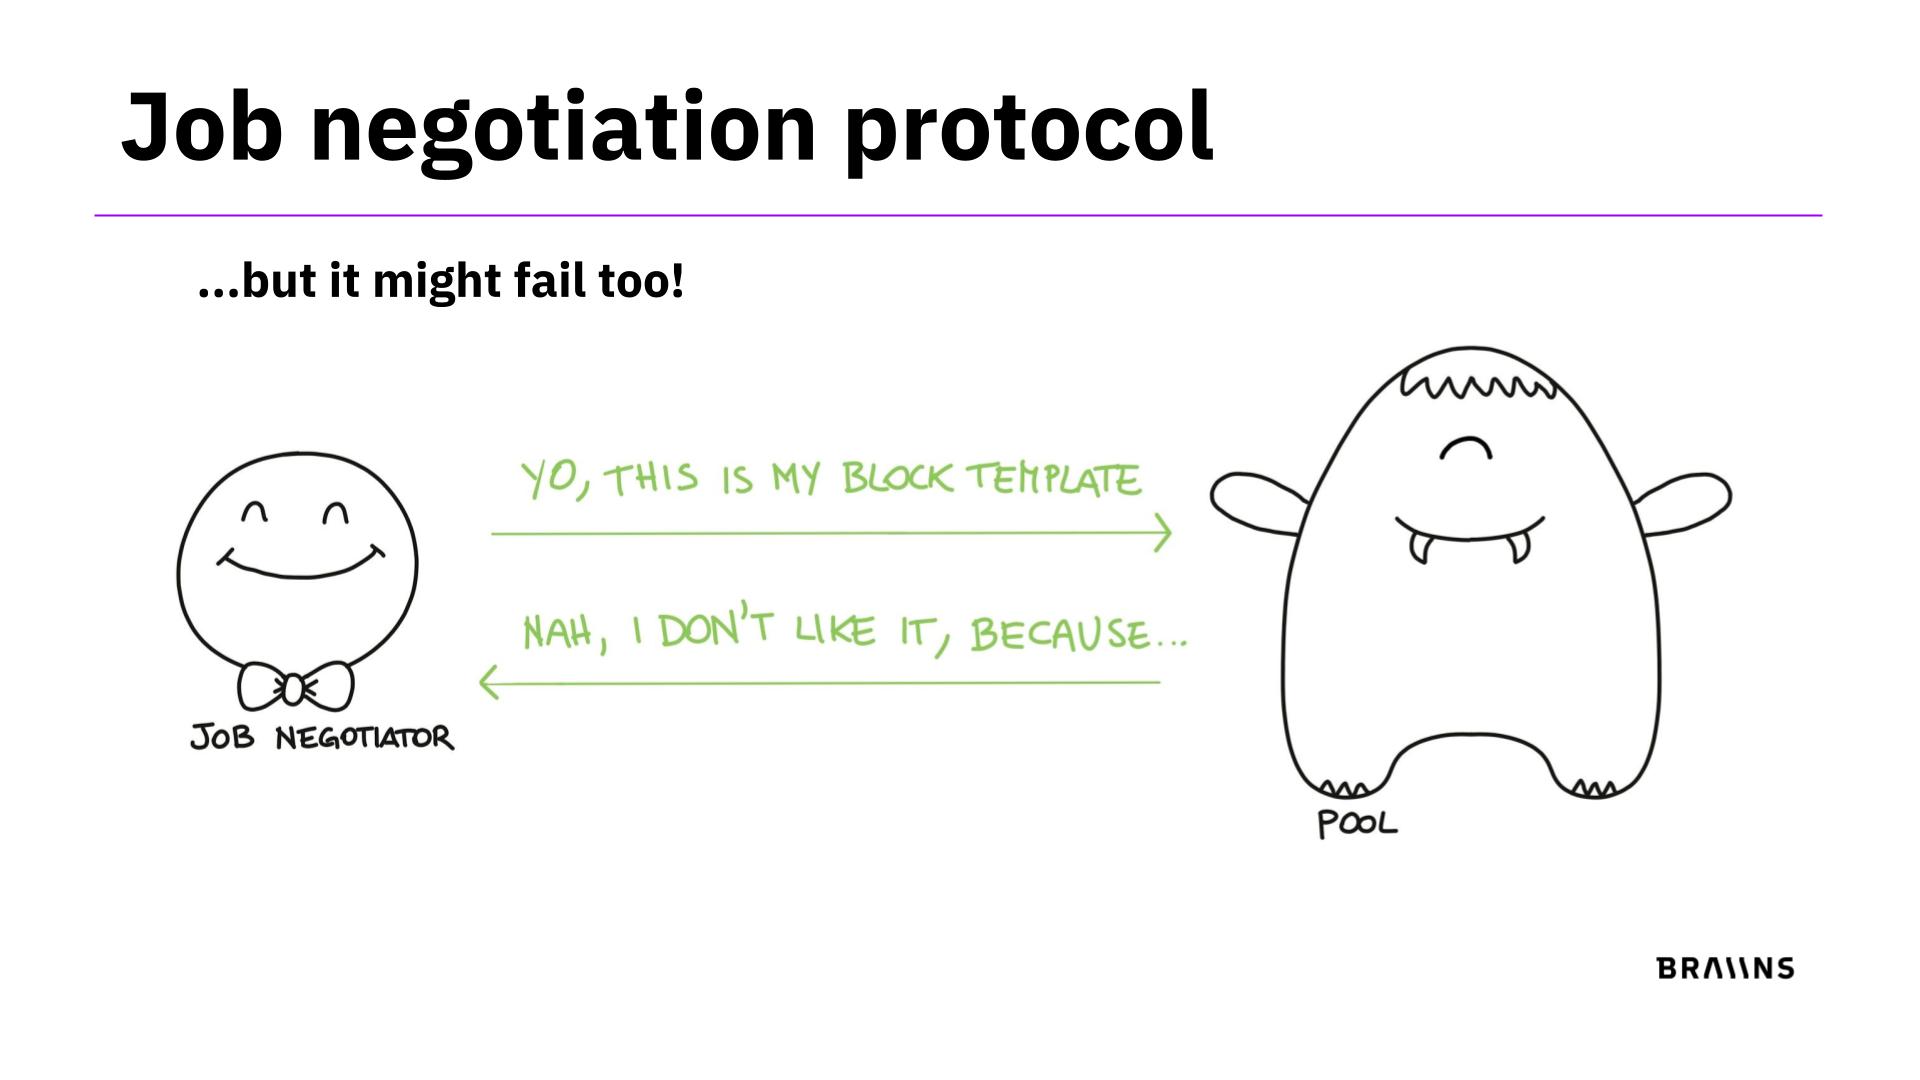 Job negotiation protocol
...but it might fail too!
YO, THIS IS MY BLOCK TEMPLATE
NAH, I DON'T LIKE IT, BECAUSE...
JOB NEGOTIATOR
POOL
BRAIINS